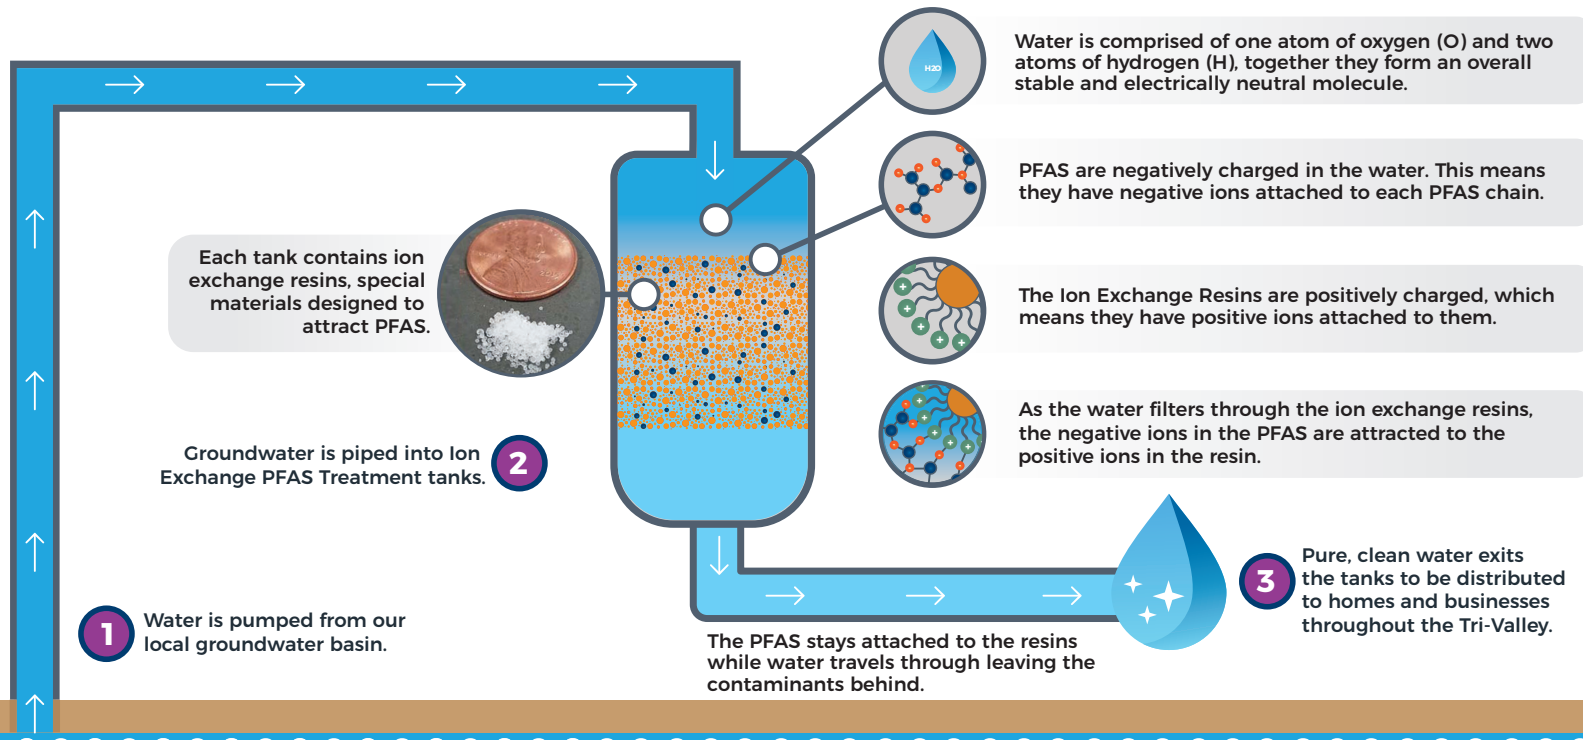 H2O
Water is comprised of one atom of oxygen (O) and two
atoms of hydrogen (H), together they form an overall
stable and electrically neutral molecule.
PFAS are negatively charged in the water. This means
they have negative ions attached to each PFAS chain.
Each tank contains ion
exchange resins, special
materials designed to
attract PFAS.
The Ion Exchange Resins are positively charged, which
means they have positive ions attached to them.
As the water filters through the ion exchange resins,
the negative ions in the PFAS are attracted to the
positive ions in the resin.
Groundwater is piped into Ion
Exchange PFAS Treatment tanks.
2
1
Water is pumped from our
local groundwater basin.
3
Pure, clean water exits
the tanks to be distributed
to homes and businesses
throughout the Tri-Valley.
The PFAS stays attached to the resins
while water travels through leaving the
contaminants behind.